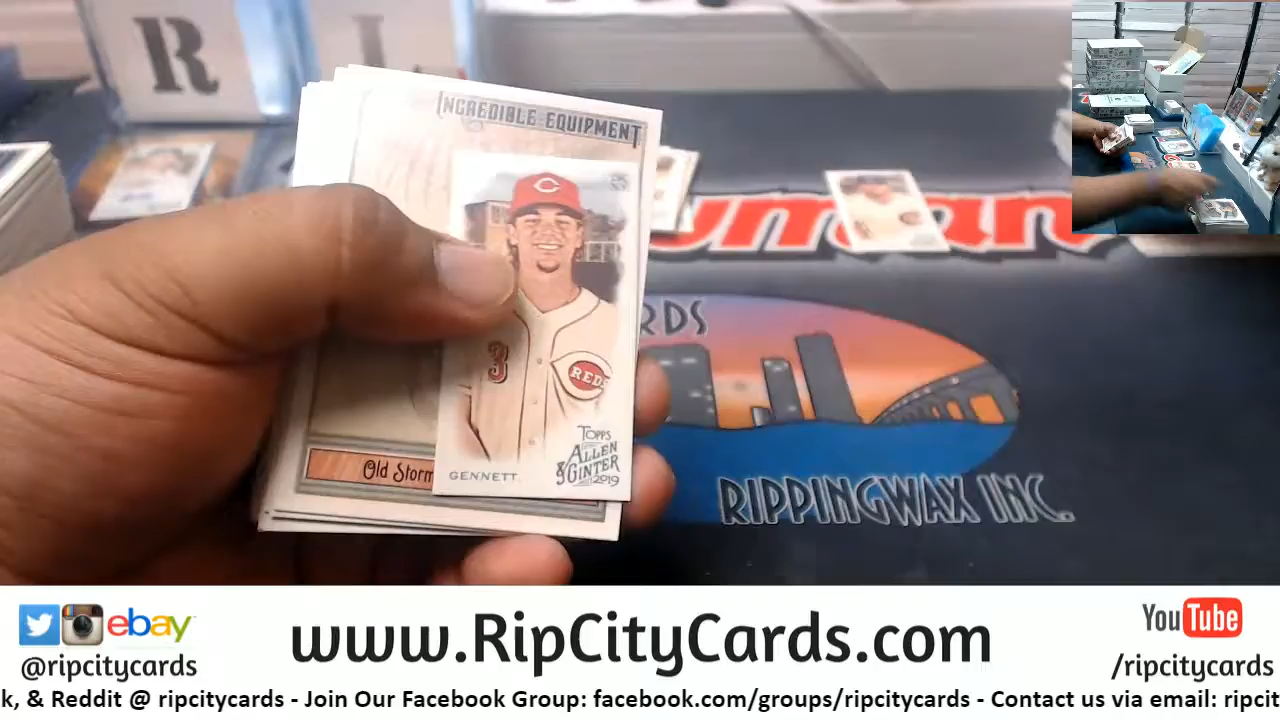 R I
INCREDIBLE EQUIPMENT
C
3
REDS
TOPPS
ALLEN
& GINTER
2019
GENNETT
Old Storm
RDS
RIPPINGWAX INC.
ebay
@ripcitycards
www.RipCityCards.com
YouTube
/ripcitycards
k, & Reddit @ ripcitycards - Join Our Facebook Group: facebook.com/groups/ripcitycards - Contact us via email: ripcit